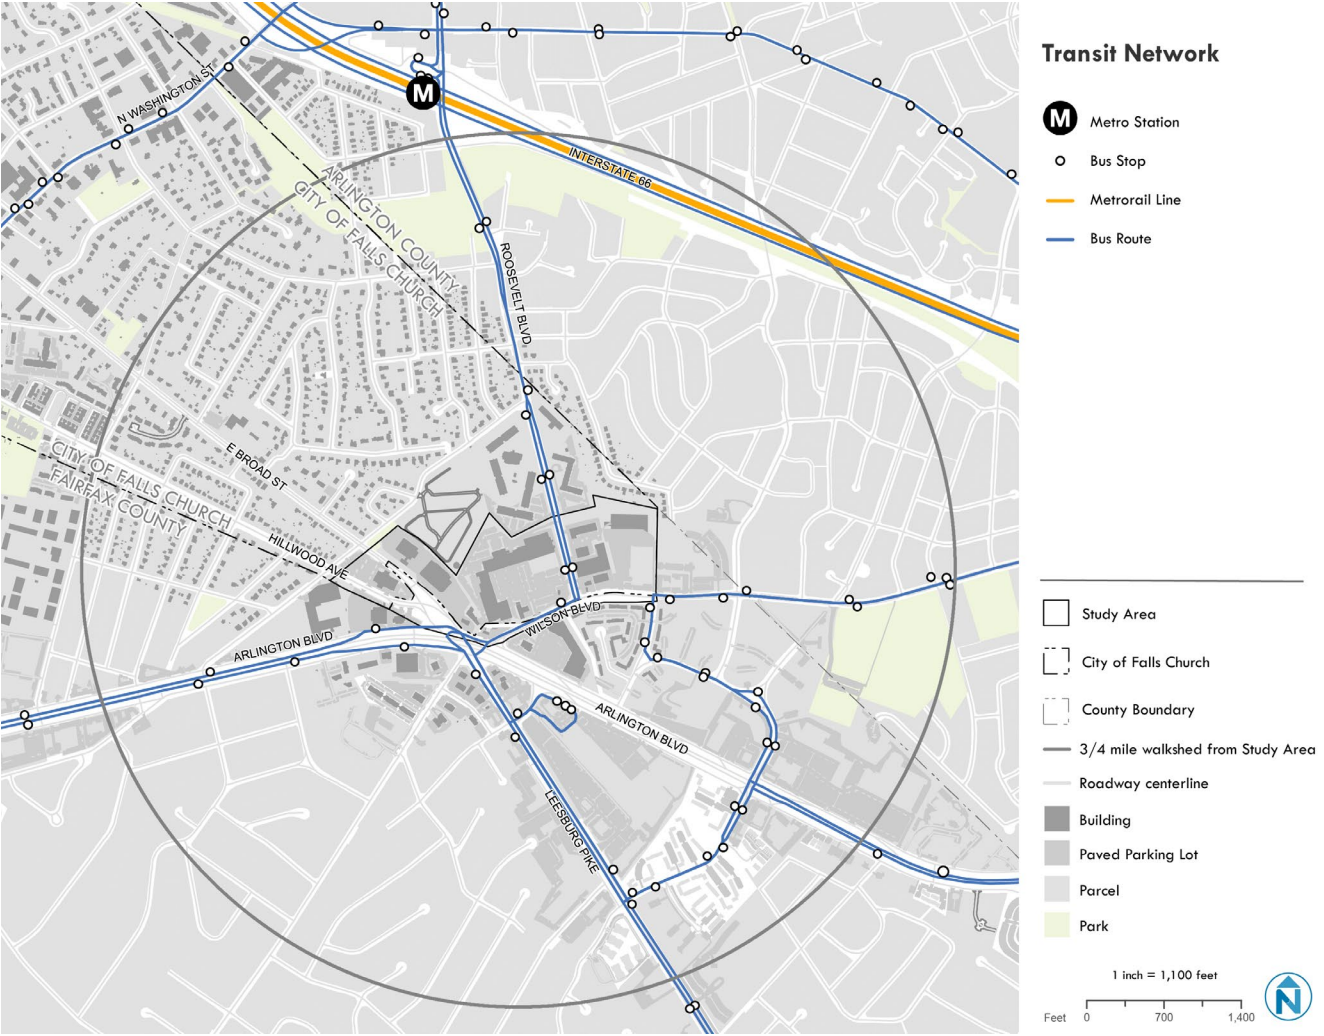 Transit Network
M
Metro Station
Bus Stop
Metrorail Line
Bus Route
N WASHINGTON ST
M
INTERSTATE 66
ARLINGTON COUNTY
CITY OF FALLS CHURCH
ROOSEVELT BLVD
E BROAD ST
CITY OF FALLS CHURCH
FAIRFAX COUNTY
HILLWOOD AVE
WILSON BLVD
ARLINGTON BLVD
ARLINGTON BLVD
LEESBURG PIKE
Study Area
City of Falls Church
County Boundary
3/4 mile walkshed from Study Area
Roadway centerline
Building
Paved Parking Lot
Parcel
Park
1 inch = 1,100 feet
Feet 0 700 1,400
N